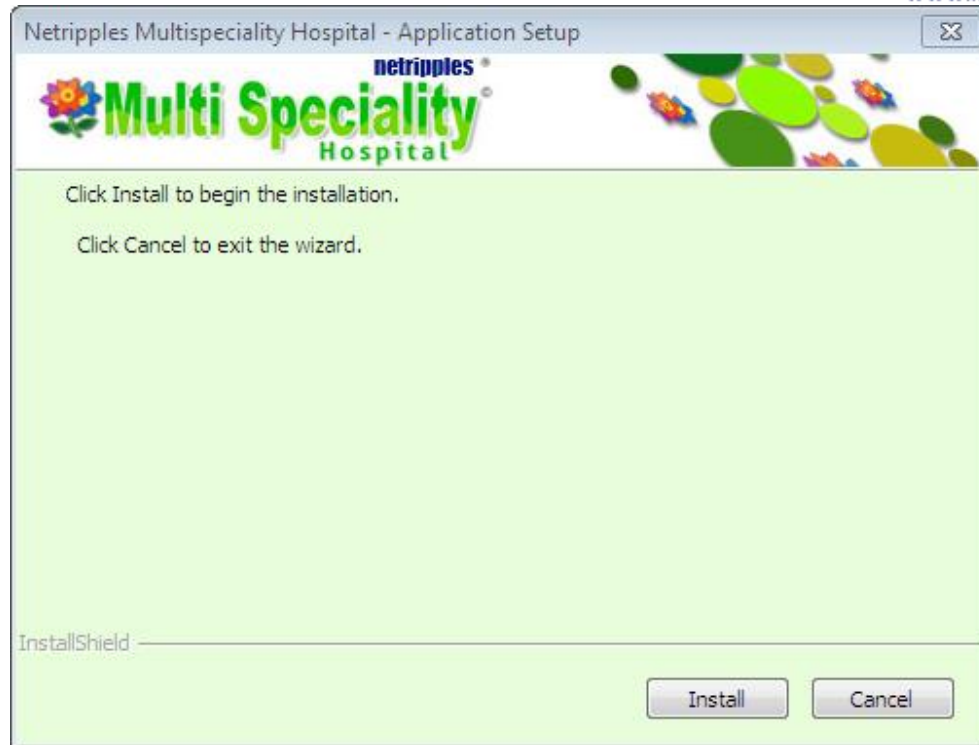 Netripples Multispeciality Hospital - Application Setup
netripples ®
Multi Speciality®
Hospital
Click Install to begin the installation.
Click Cancel to exit the wizard.
InstallShield
Install Cancel